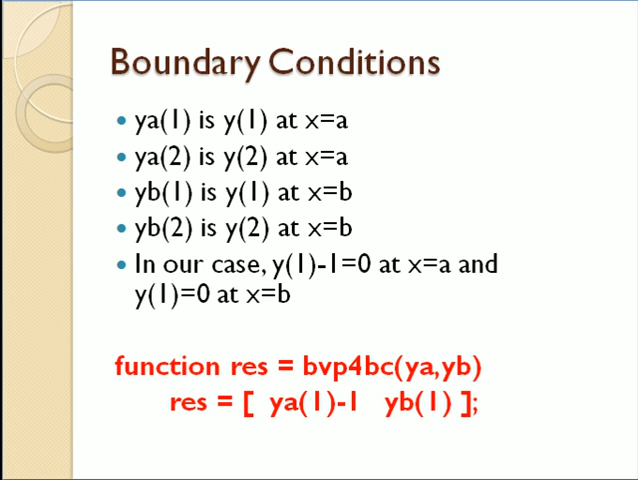 Boundary Conditions
ya(1) is y(1) at x=a
ya(2) is y(2) at x=a
yb(1) is y(1) at x=b
yb(2) is y(2) at x=b
In our case, y(1)-1=0 at x=a and
y(1)=0 at x=b
function res = bvp4bc(ya,yb)
res = [ ya(1)-1 yb(1) ];